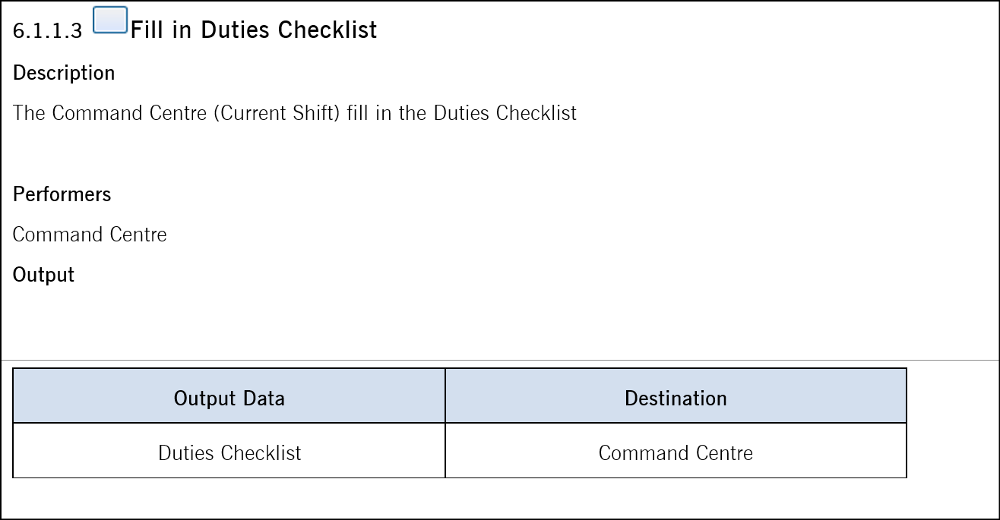 6.1.1.3 Fill in Duties Checklist
Description
The Command Centre (Current Shift) fill in the Duties Checklist
Performers
Command Centre
Output
Output Data Destination
Duties Checklist Command Centre